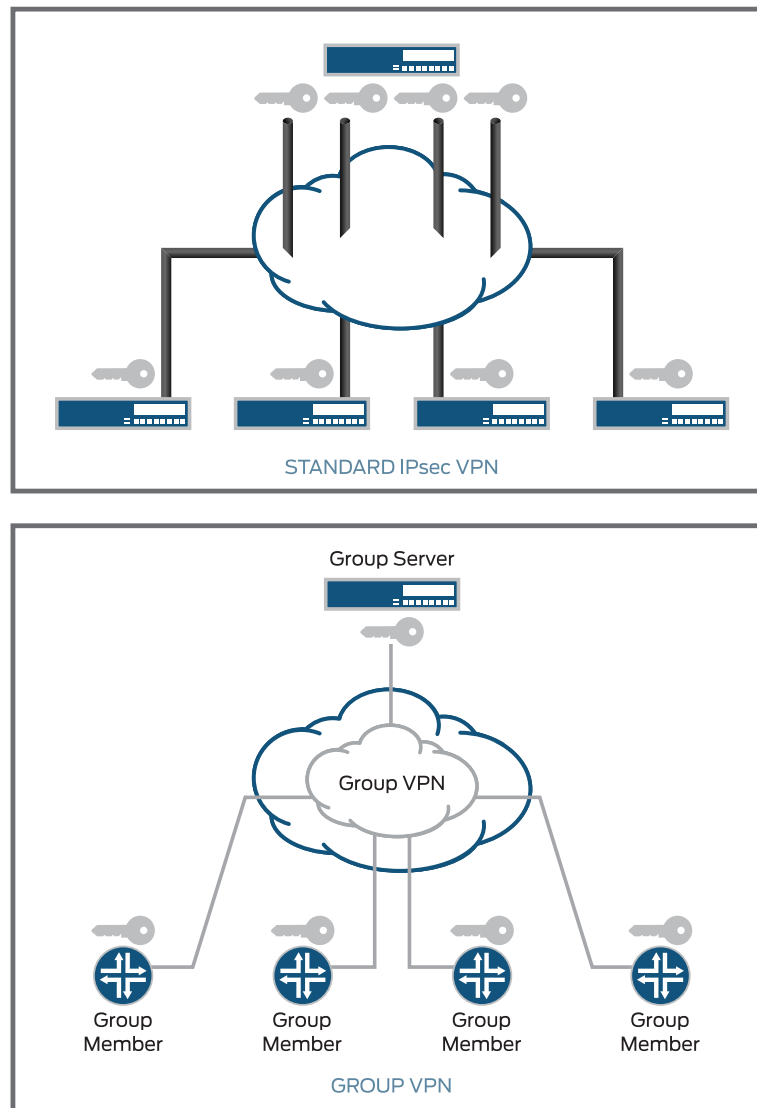 STANDARD IPsec VPN
Group Server
Group VPN
Group
Member
Group
Member
Group
Member
Group
Member
GROUP VPN